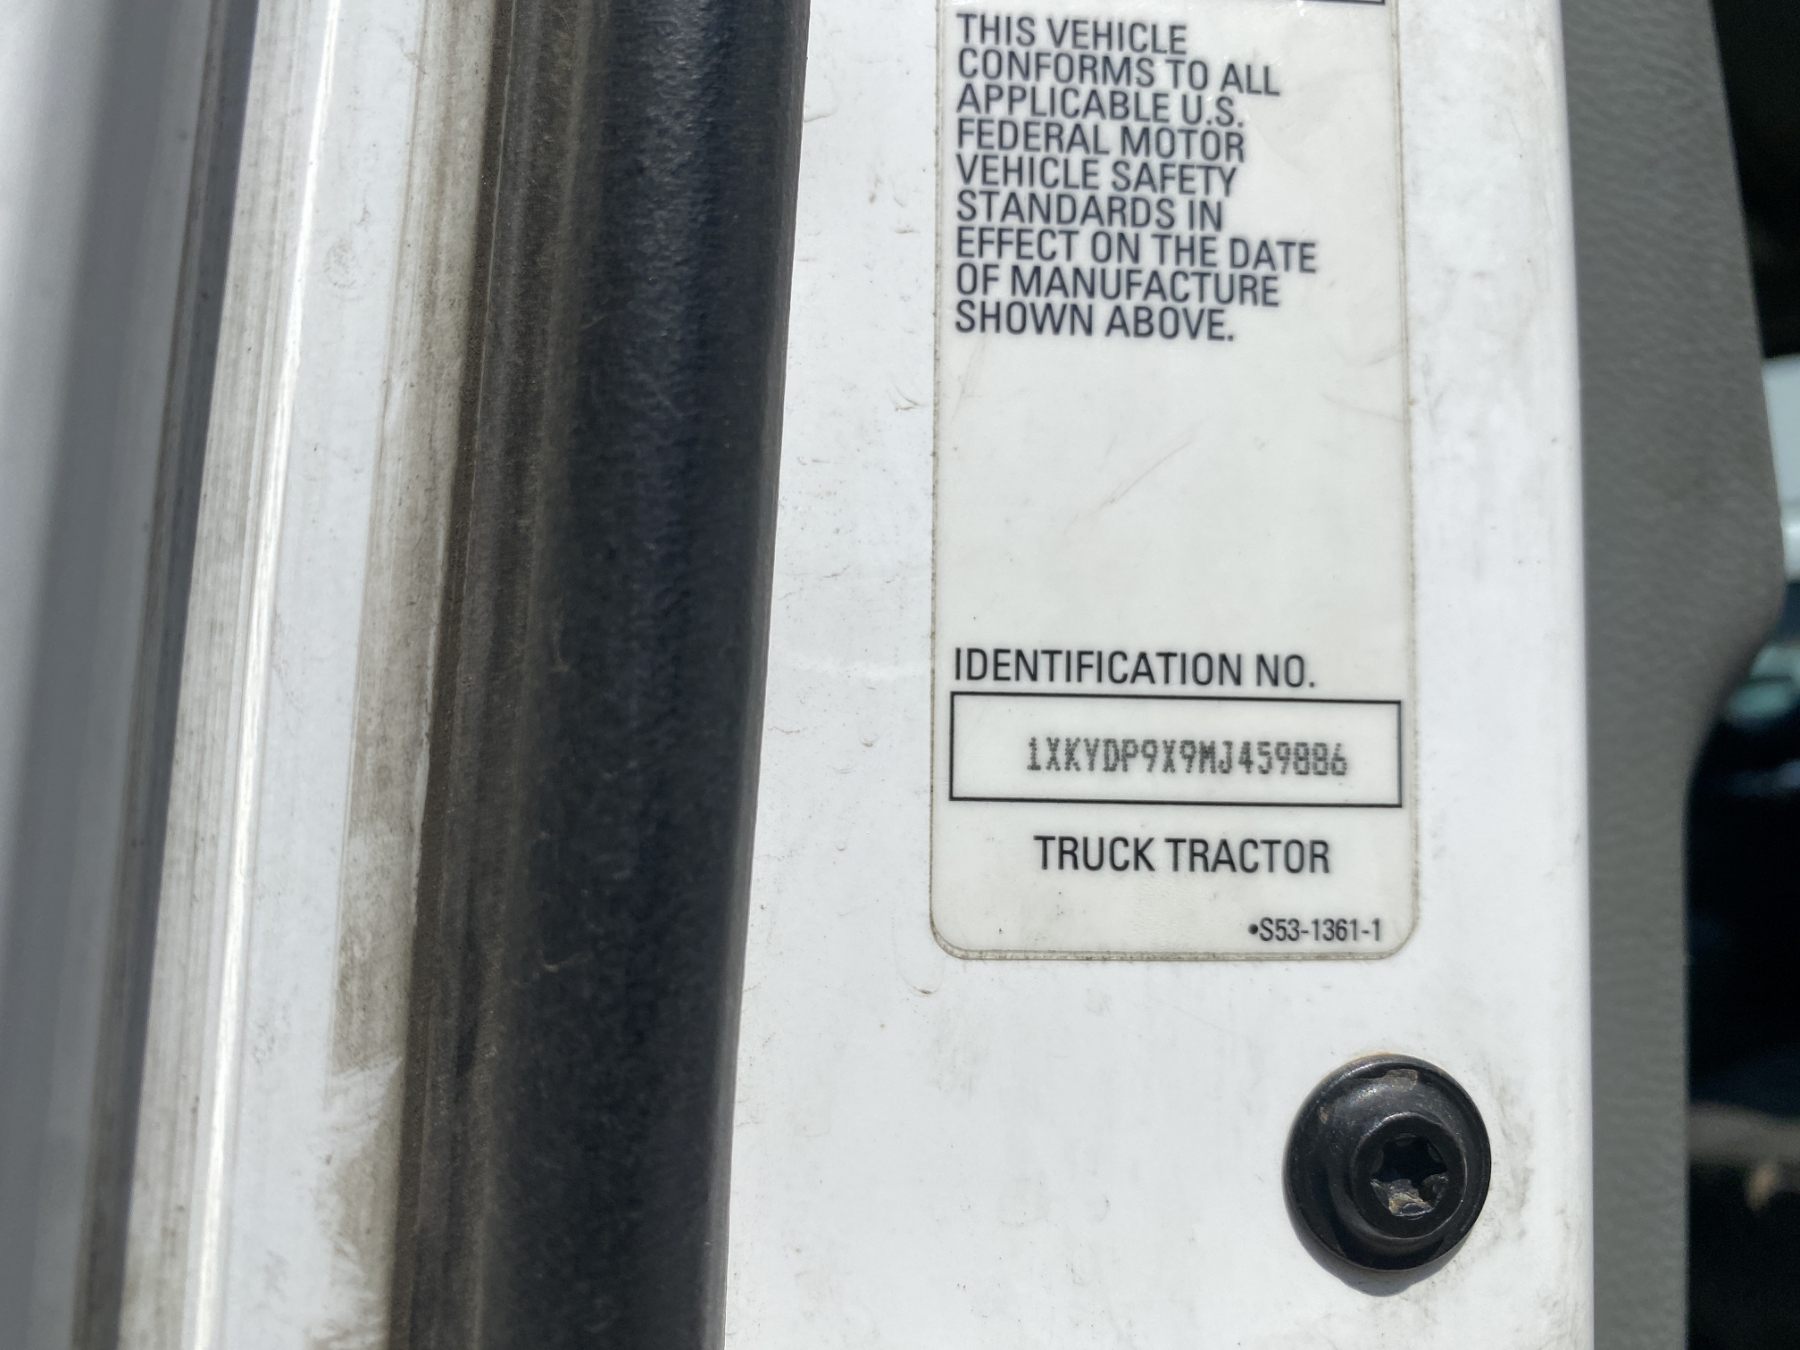 THIS VEHICLE
CONFORMS TO ALL
APPLICABLE U.S.
FEDERAL MOTOR
VEHICLE SAFETY
STANDARDS IN
EFFECT ON THE DATE
OF MANUFACTURE
SHOWN ABOVE.
IDENTIFICATION NO.
1XKYDP9X9MJ459886
TRUCK TRACTOR
•S53-1361-1